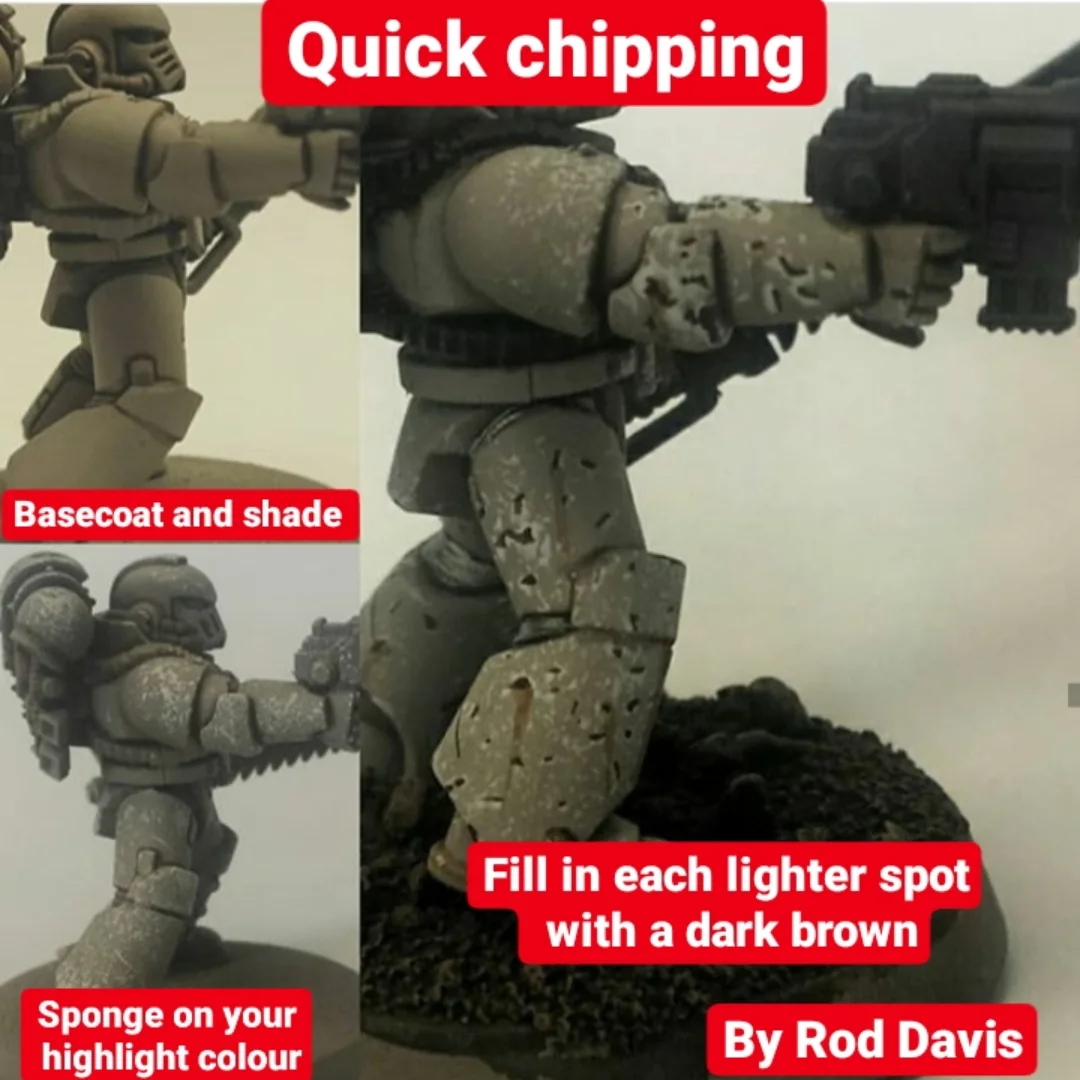 Quick chipping
Basecoat and shade
Sponge on your
highlight colour
Fill in each lighter spot
with a dark brown
By Rod Davis